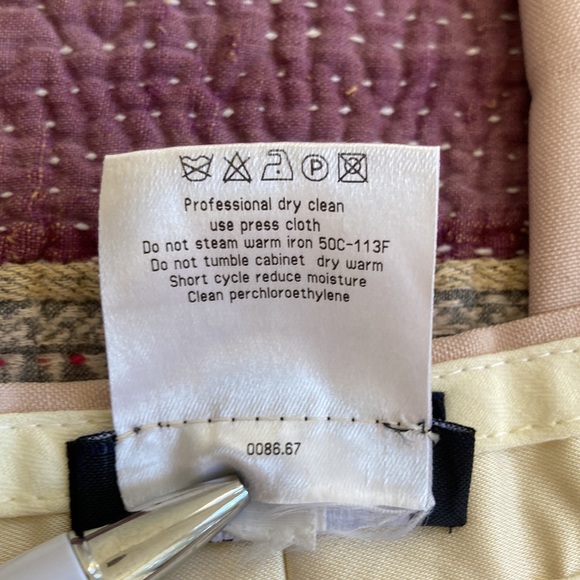 P
Professional dry clean
use press cloth
Do not steam warm iron 50C-113F
Do not tumble cabinet dry warm
Short cycle reduce moisture
Clean perchloroethylene
0086.67